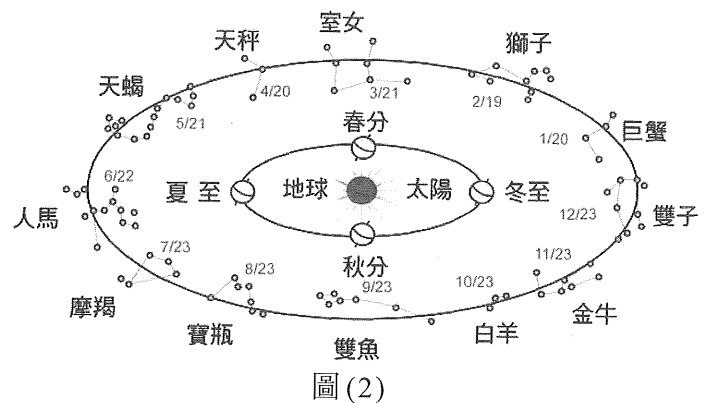 室女
天秤
獅子
天蠍
4/20
3/21
2/19
5/21
春分
1/20
巨蟹
6/22
夏至
地球
太陽
冬至
12/23
雙子
人馬
7/23
8/23
秋分
9/23
10/23
11/23
摩羯
寶瓶
雙魚
白羊
金牛
圖(2)